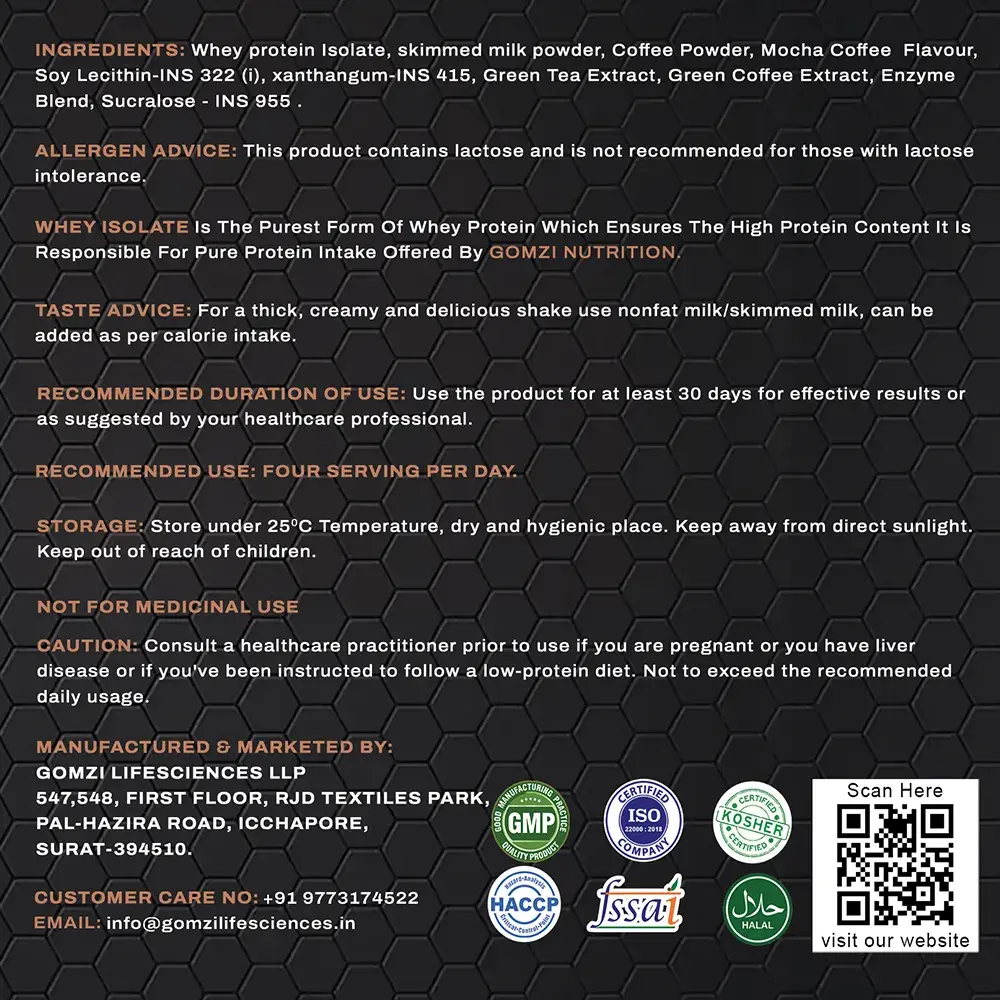 INGREDIENTS: Whey protein Isolate, skimmed milk powder, Coffee Powder, Mocha Coffee Flavour,
Soy Lecithin-INS 322 (i), xanthangum-INS 415, Green Tea Extract, Green Coffee Extract, Enzyme
Blend, Sucralose - INS 955 .
ALLERGEN ADVICE: This product contains lactose and is not recommended for those with lactose
intolerance.
WHEY ISOLATE Is The Purest Form Of Whey Protein Which Ensures The High Protein Content It Is
Responsible For Pure Protein Intake Offered By GOMZI NUTRITION.
TASTE ADVICE: For a thick, creamy and delicious shake use nonfat milk/skimmed milk, can be
added as per calorie intake.
RECOMMENDED DURATION OF USE: Use the product for at least 30 days for effective results or
as suggested by your healthcare professional.
RECOMMENDED USE: FOUR SERVING PER DAY.
STORAGE: Store under 25ºC Temperature, dry and hygienic place. Keep away from direct sunlight.
Keep out of reach of children.
NOT FOR MEDICINAL USE
CAUTION: Consult a healthcare practitioner prior to use if you are pregnant or you have liver
disease or if you've been instructed to follow a low-protein diet. Not to exceed the recommended
daily usage.
MANUFACTURED & MARKETED BY:
GOMZI LIFESCIENCES LLP
547,548, FIRST FLOOR, RJD TEXTILES PARK,
PAL-HAZIRA ROAD, ICCHAPORE,
SURAT-394510.
CUSTOMER CARE NO: +91 9773174522
EMAIL: info@gomzilifesciences.in
GOOD MANUFACTURING PRACTICE
GMP
QUALITY PRODUCT
CERTIFIED
ISO
22000 : 2018
COMPANY
CERTIFIED
KOSHER
CERTIFIED
Hazard-Analysis
HACCP
Critical-Control-Point
fssai
حلال
HALAL
Scan Here
visit our website